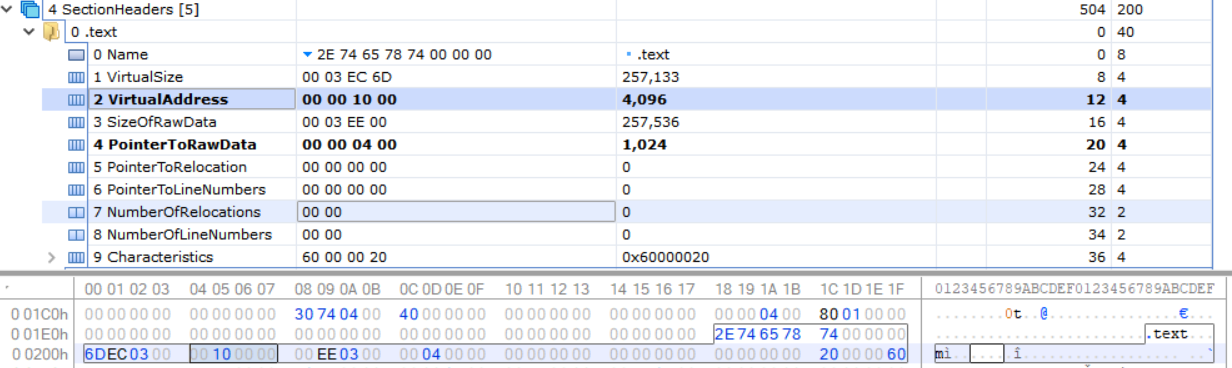 4 SectionHeaders [5] 504 200
0 .text 0 40
0 Name 2E 74 65 78 74 00 00 00 .text 0 8
1 VirtualSize 00 03 EC 6D 257,133 8 4
2 VirtualAddress 00 00 10 00 4,096 12 4
3 SizeOfRawData 00 03 EE 00 257,536 16 4
4 PointerToRawData 00 00 04 00 1,024 20 4
5 PointerToRelocation 00 00 00 00 0 24 4
6 PointerToLineNumbers 00 00 00 00 0 28 4
7 NumberOfRelocations 00 00 0 32 2
8 NumberOfLineNumbers 00 00 0 34 2
9 Characteristics 60 00 00 20 0x60000020 36 4
00 01 02 03 04 05 06 07 08 09 0A 0B 0C 0D 0E 0F 10 11 12 13 14 15 16 17 18 19 1A 1B 1C 1D 1E 1F 0123456789ABCDEF0123456789ABCDEF
0 01C0h 00 00 00 00 00 00 00 00 30 74 04 00 40 00 00 00 00 00 00 00 00 00 00 00 00 00 04 00 80 01 00 00 ........0t..@...............€...
0 01E0h 00 00 00 00 00 00 00 00 00 00 00 00 00 00 00 00 00 00 00 00 00 00 00 00 2E 74 65 78 74 00 00 00 .........................text...
0 0200h 6D EC 03 00 00 10 00 00 00 EE 03 00 00 04 00 00 00 00 00 00 00 00 00 00 00 00 00 00 20 00 00 60 mì.......î.....................`